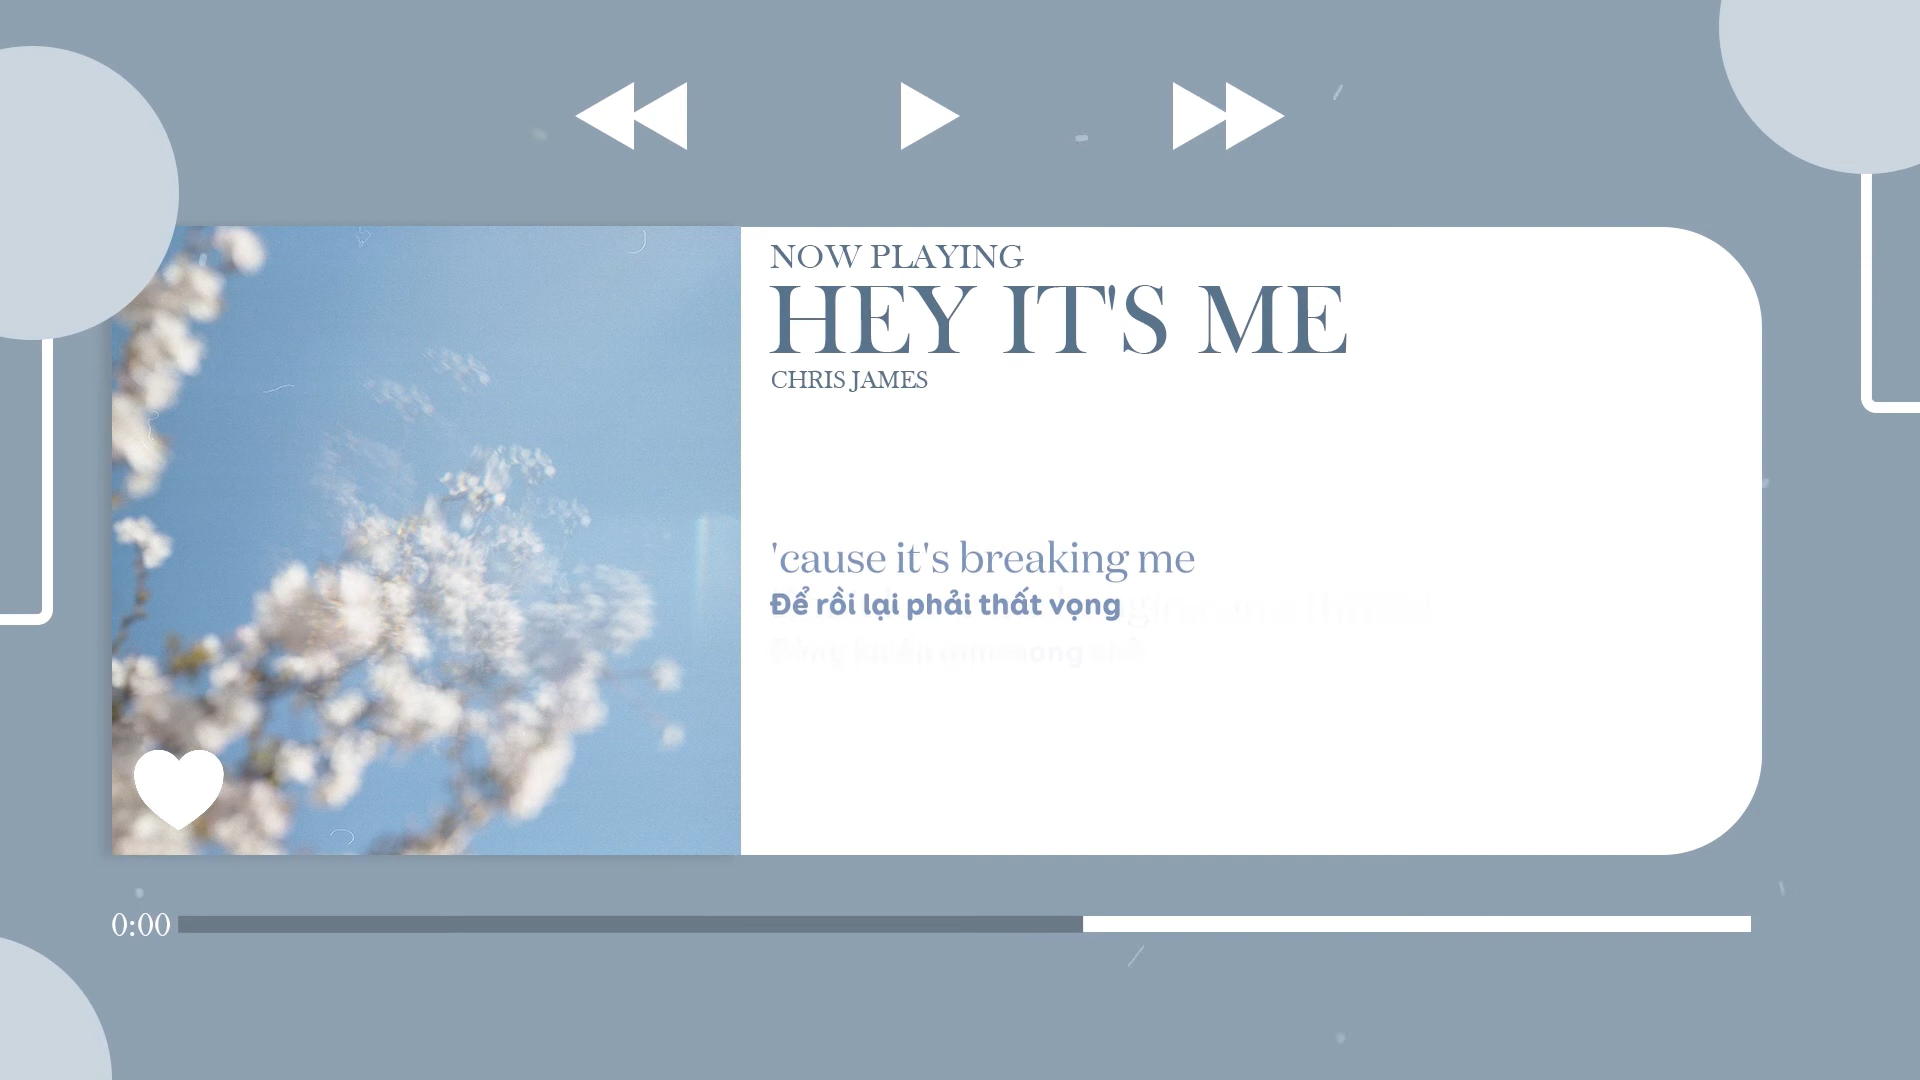 NOW PLAYING
HEY IT'S ME
CHRIS JAMES
'cause it's breaking me
Để rồi lại phải thất vọng
0:00